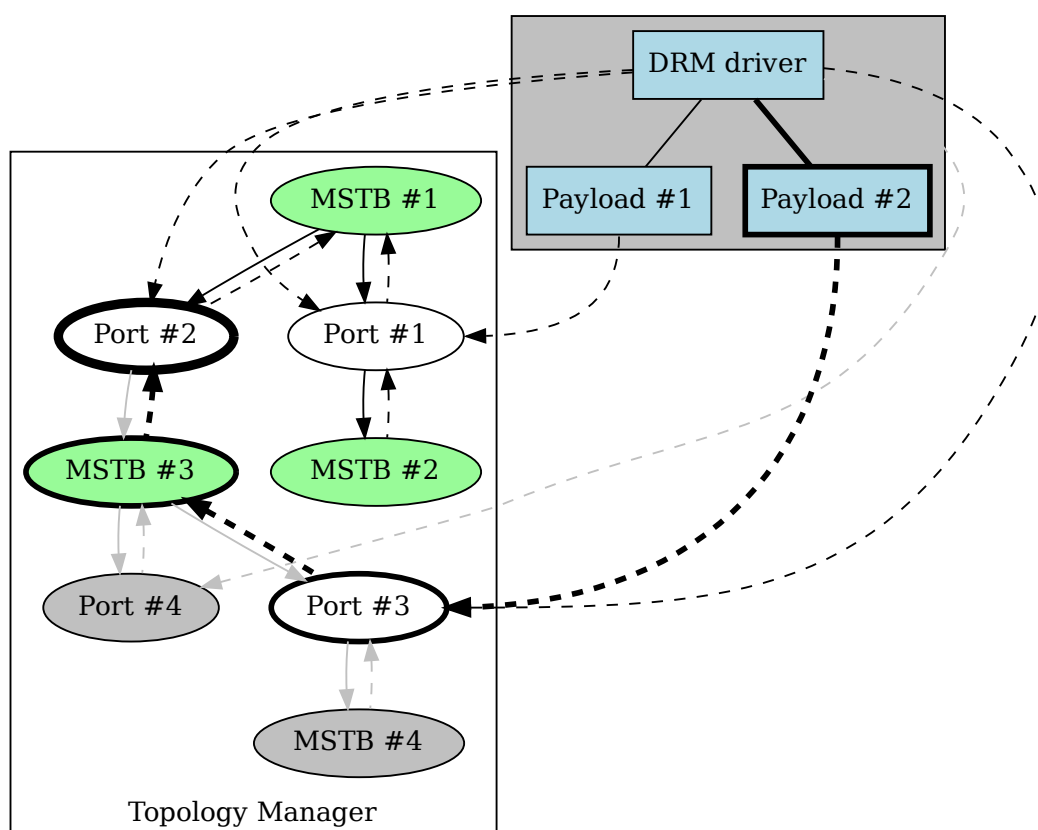 DRM driver
Payload #1
Payload #2
MSTB #1
Port #2
Port #1
MSTB #3
MSTB #2
Port #4
Port #3
MSTB #4
Topology Manager